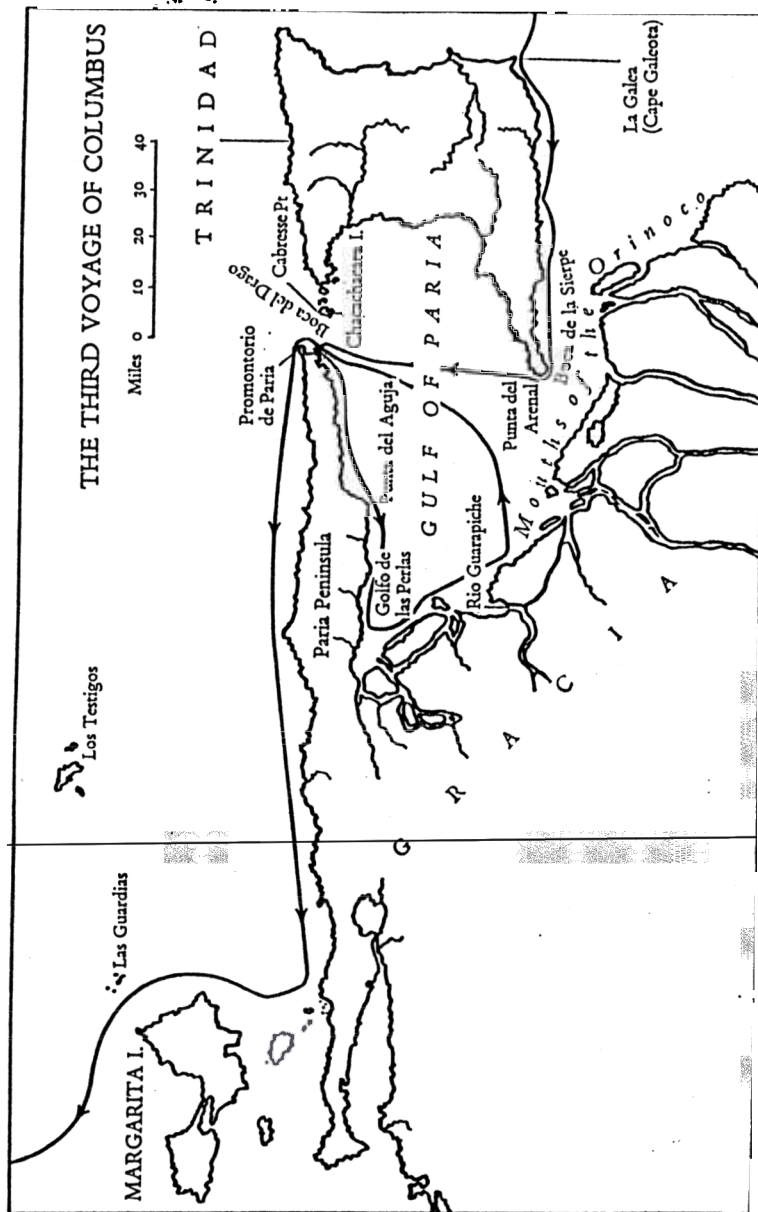 THE THIRD VOYAGE OF COLUMBUS
Miles 0 10 20 30 40
TRINIDAD
Los Testigos
Las Guardias
MARGARITA I.
Promontorio
de Paria
Boca del Drago
Cabresse Pt
Chacachacara I.
Paria Peninsula
Punta del Aguja
Golfo de
las Perlas
GULF OF PARIA
Rio Guarapiche
Punta del
Arenal
Boca de la Sierpe
La Galea
(Cape Galeota)
Mouths of the Orinoco
GRACIA